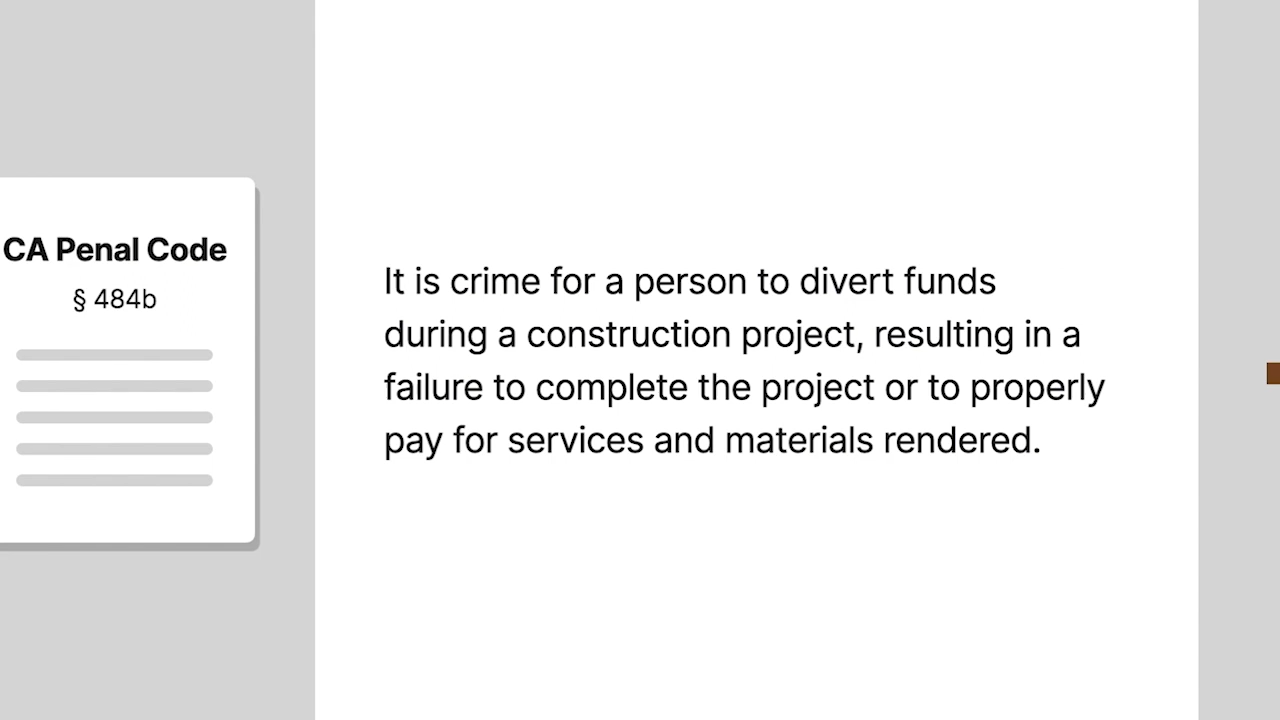 CA Penal Code
§ 484b
It is crime for a person to divert funds
during a construction project, resulting in a
failure to complete the project or to properly
pay for services and materials rendered.